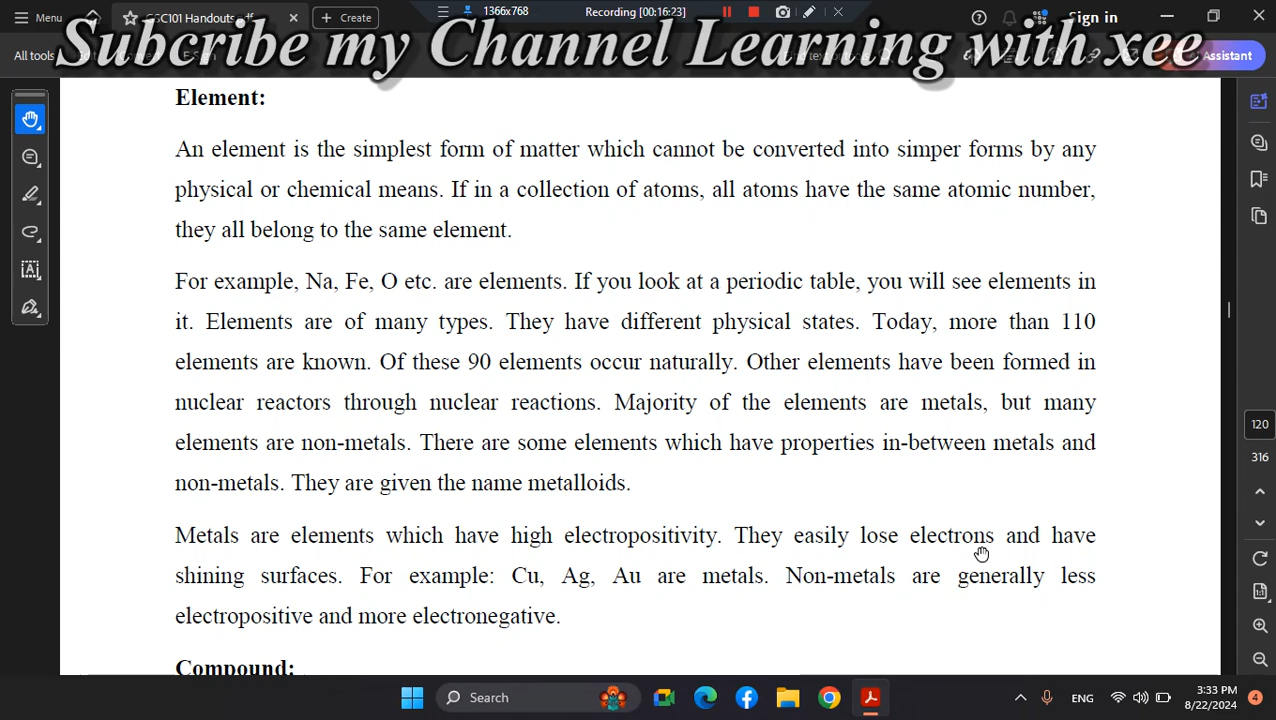 Menu
GSC101 Handouts.pdf
Create
1366x768
Recording [00:16:23]
Sign in
Subcribe my Channel Learning with xee
All tools
Assistant
Element:
An element is the simplest form of matter which cannot be converted into simper forms by any
physical or chemical means. If in a collection of atoms, all atoms have the same atomic number,
they all belong to the same element.
For example, Na, Fe, O etc. are elements. If you look at a periodic table, you will see elements in
it. Elements are of many types. They have different physical states. Today, more than 110
elements are known. Of these 90 elements occur naturally. Other elements have been formed in
nuclear reactors through nuclear reactions. Majority of the elements are metals, but many
elements are non-metals. There are some elements which have properties in-between metals and
non-metals. They are given the name metalloids.
Metals are elements which have high electropositivity. They easily lose electrons and have
shining surfaces. For example: Cu, Ag, Au are metals. Non-metals are generally less
electropositive and more electronegative.
Compound:
120
316
Search
ENG
3:33 PM
8/22/2024
4